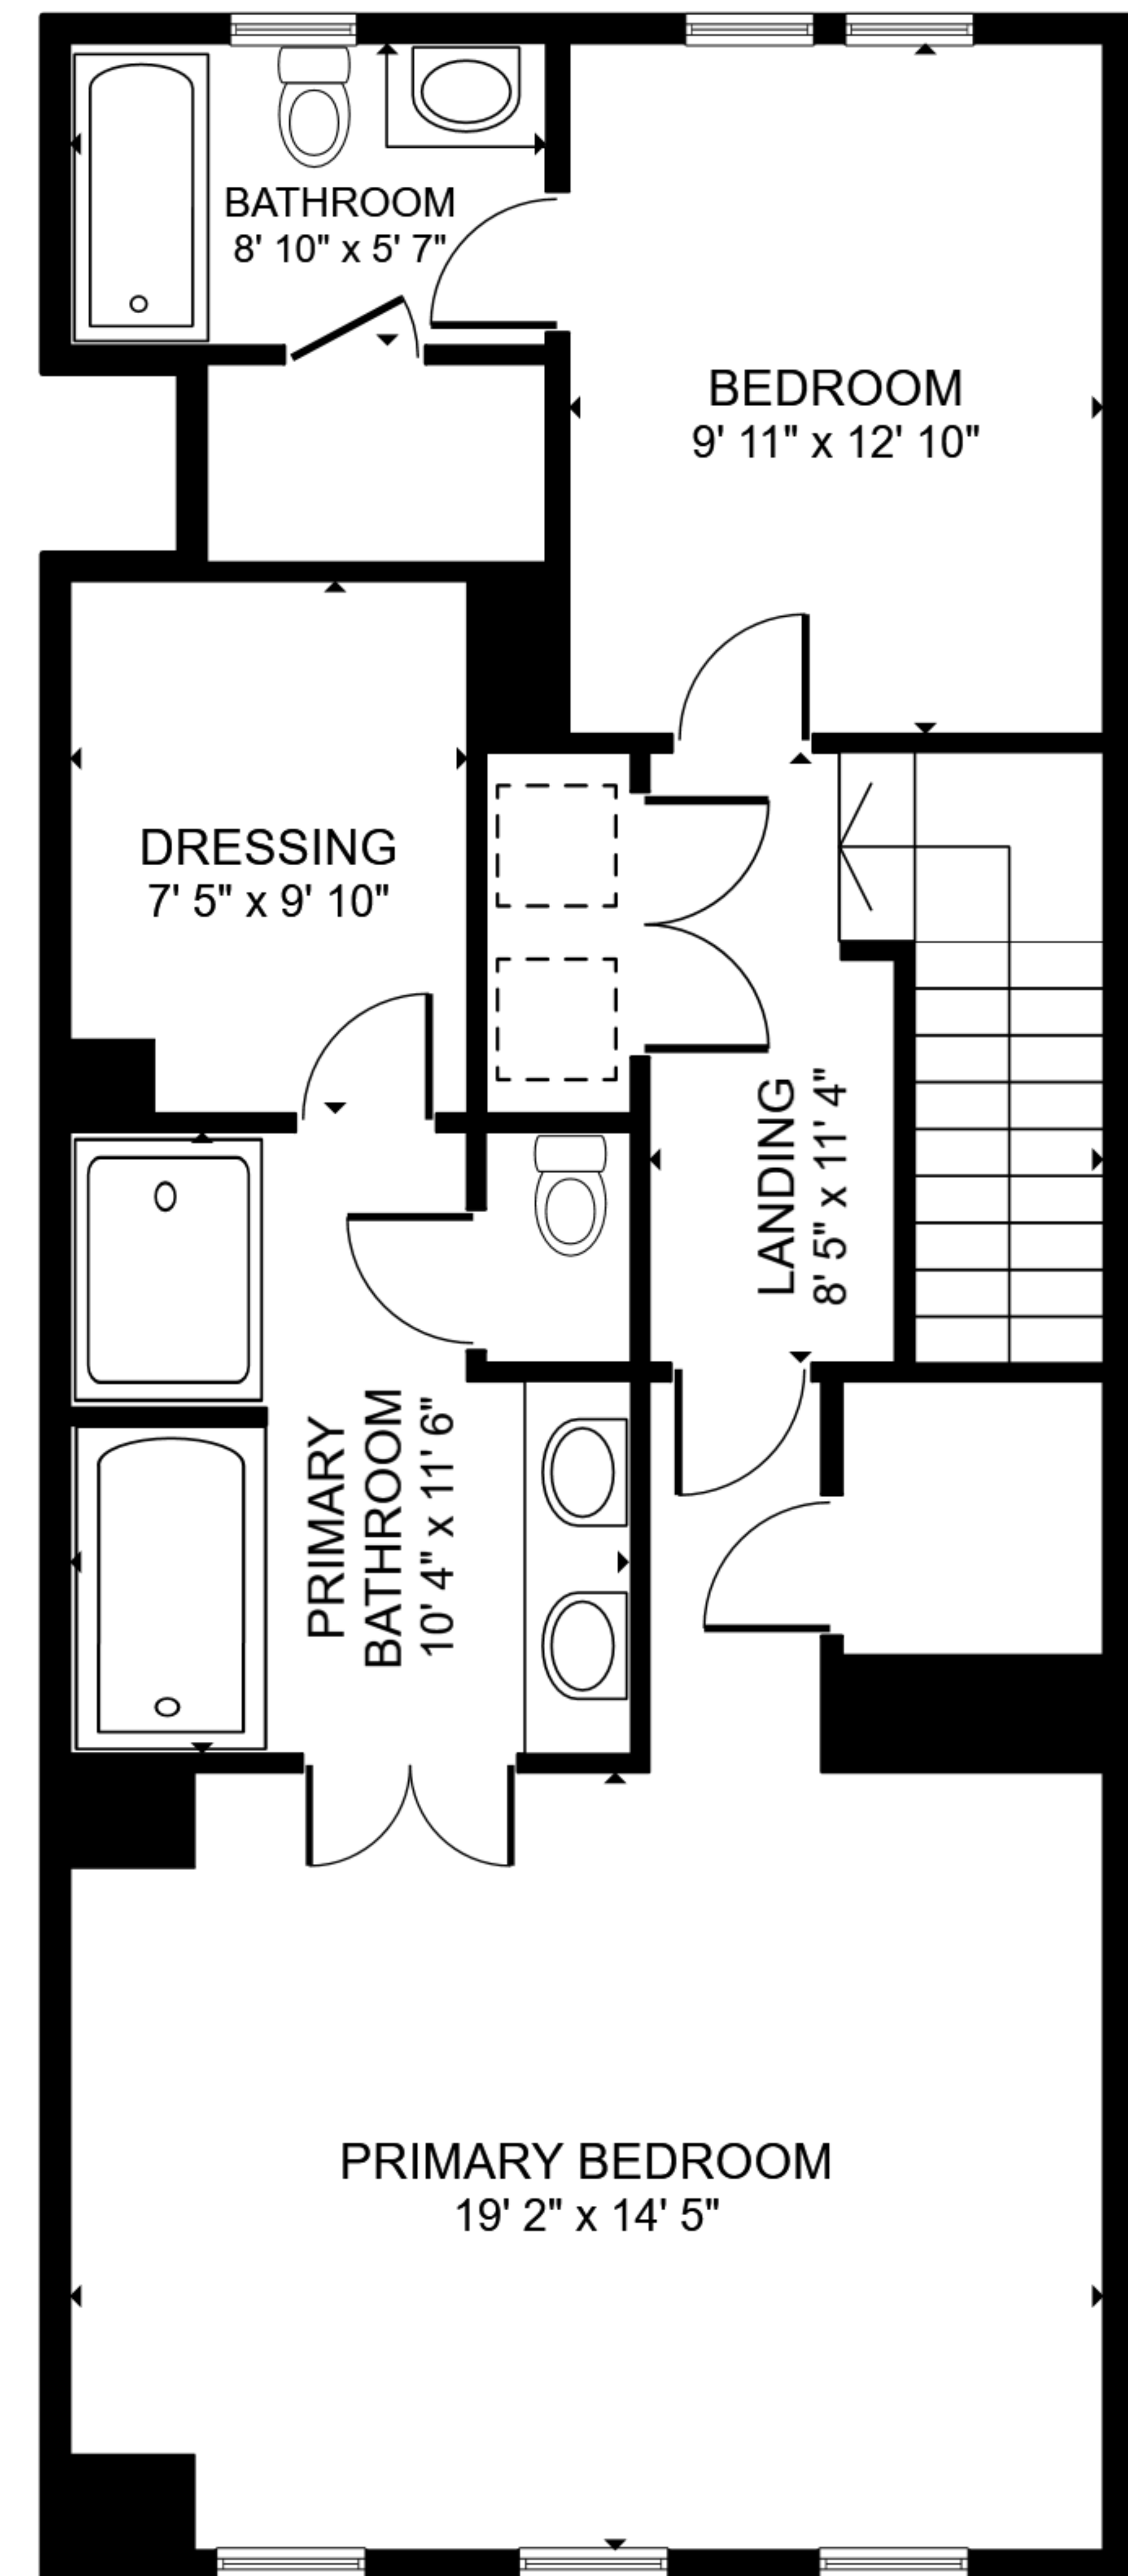 BATHROOM
8' 10" x 5' 7"
BEDROOM
9' 11" x 12' 10"
DRESSING
7' 5" x 9' 10"
LANDING
8' 5" x 11' 4"
PRIMARY
BATHROOM
10' 4" x 11' 6"
PRIMARY BEDROOM
19' 2" x 14' 5"